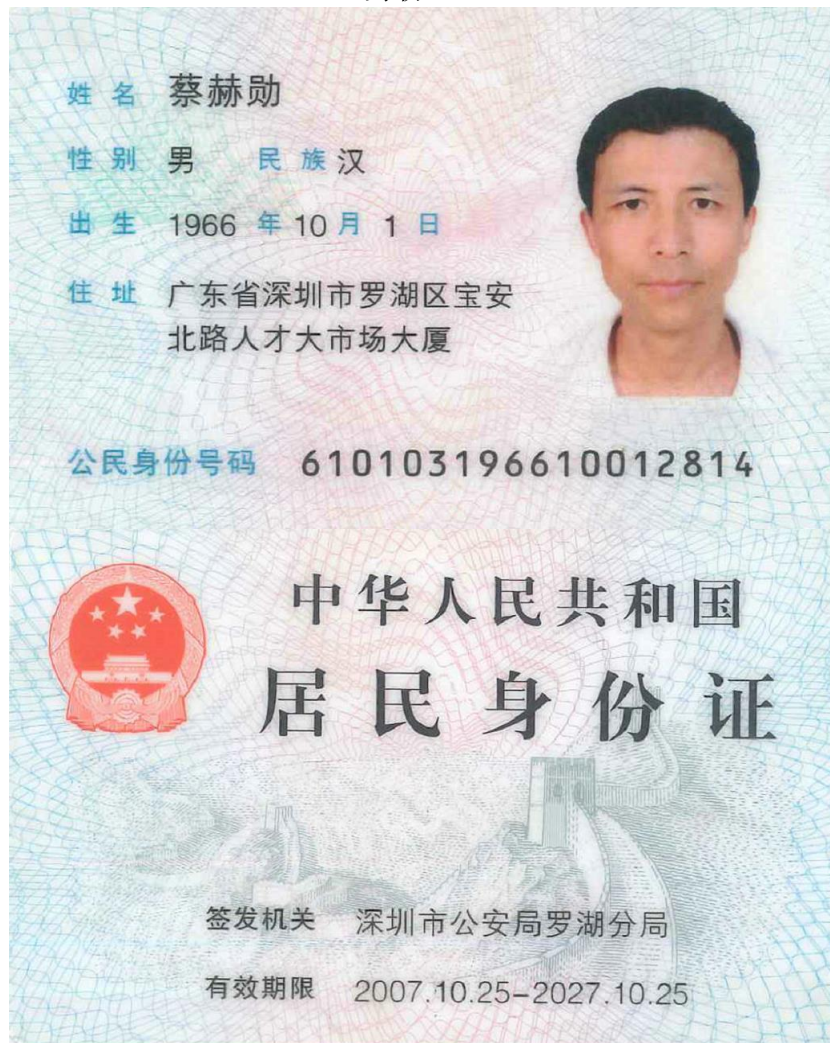 姓名 蔡赫勋
性别 男 民族 汉
出生 1966 年 10 月 1 日
住址 广东省深圳市罗湖区宝安
北路人才大市场大厦
公民身份号码 610103196610012814
中华人民共和国
居民身份证
签发机关 深圳市公安局罗湖分局
有效期限 2007.10.25-2027.10.25